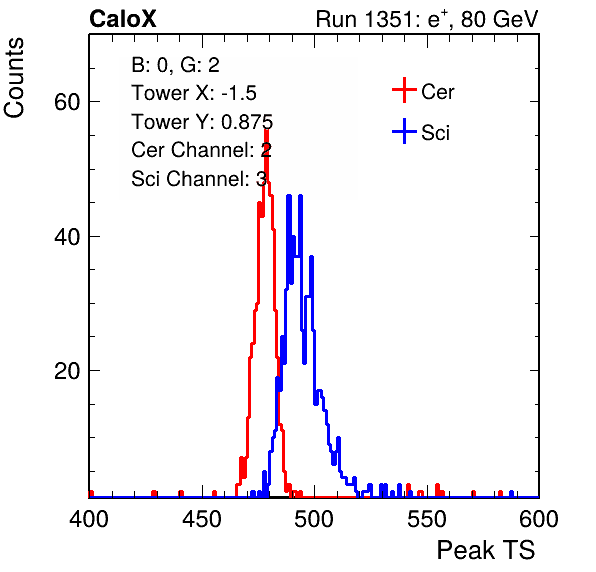 CaloX Run 1351: e⁺, 80 GeV
Counts
B: 0, G: 2
Tower X: -1.5
Tower Y: 0.875
Cer Channel: 2
Sci Channel: 3
Cer
Sci
60
40
20
400 450 500 550 600
Peak TS